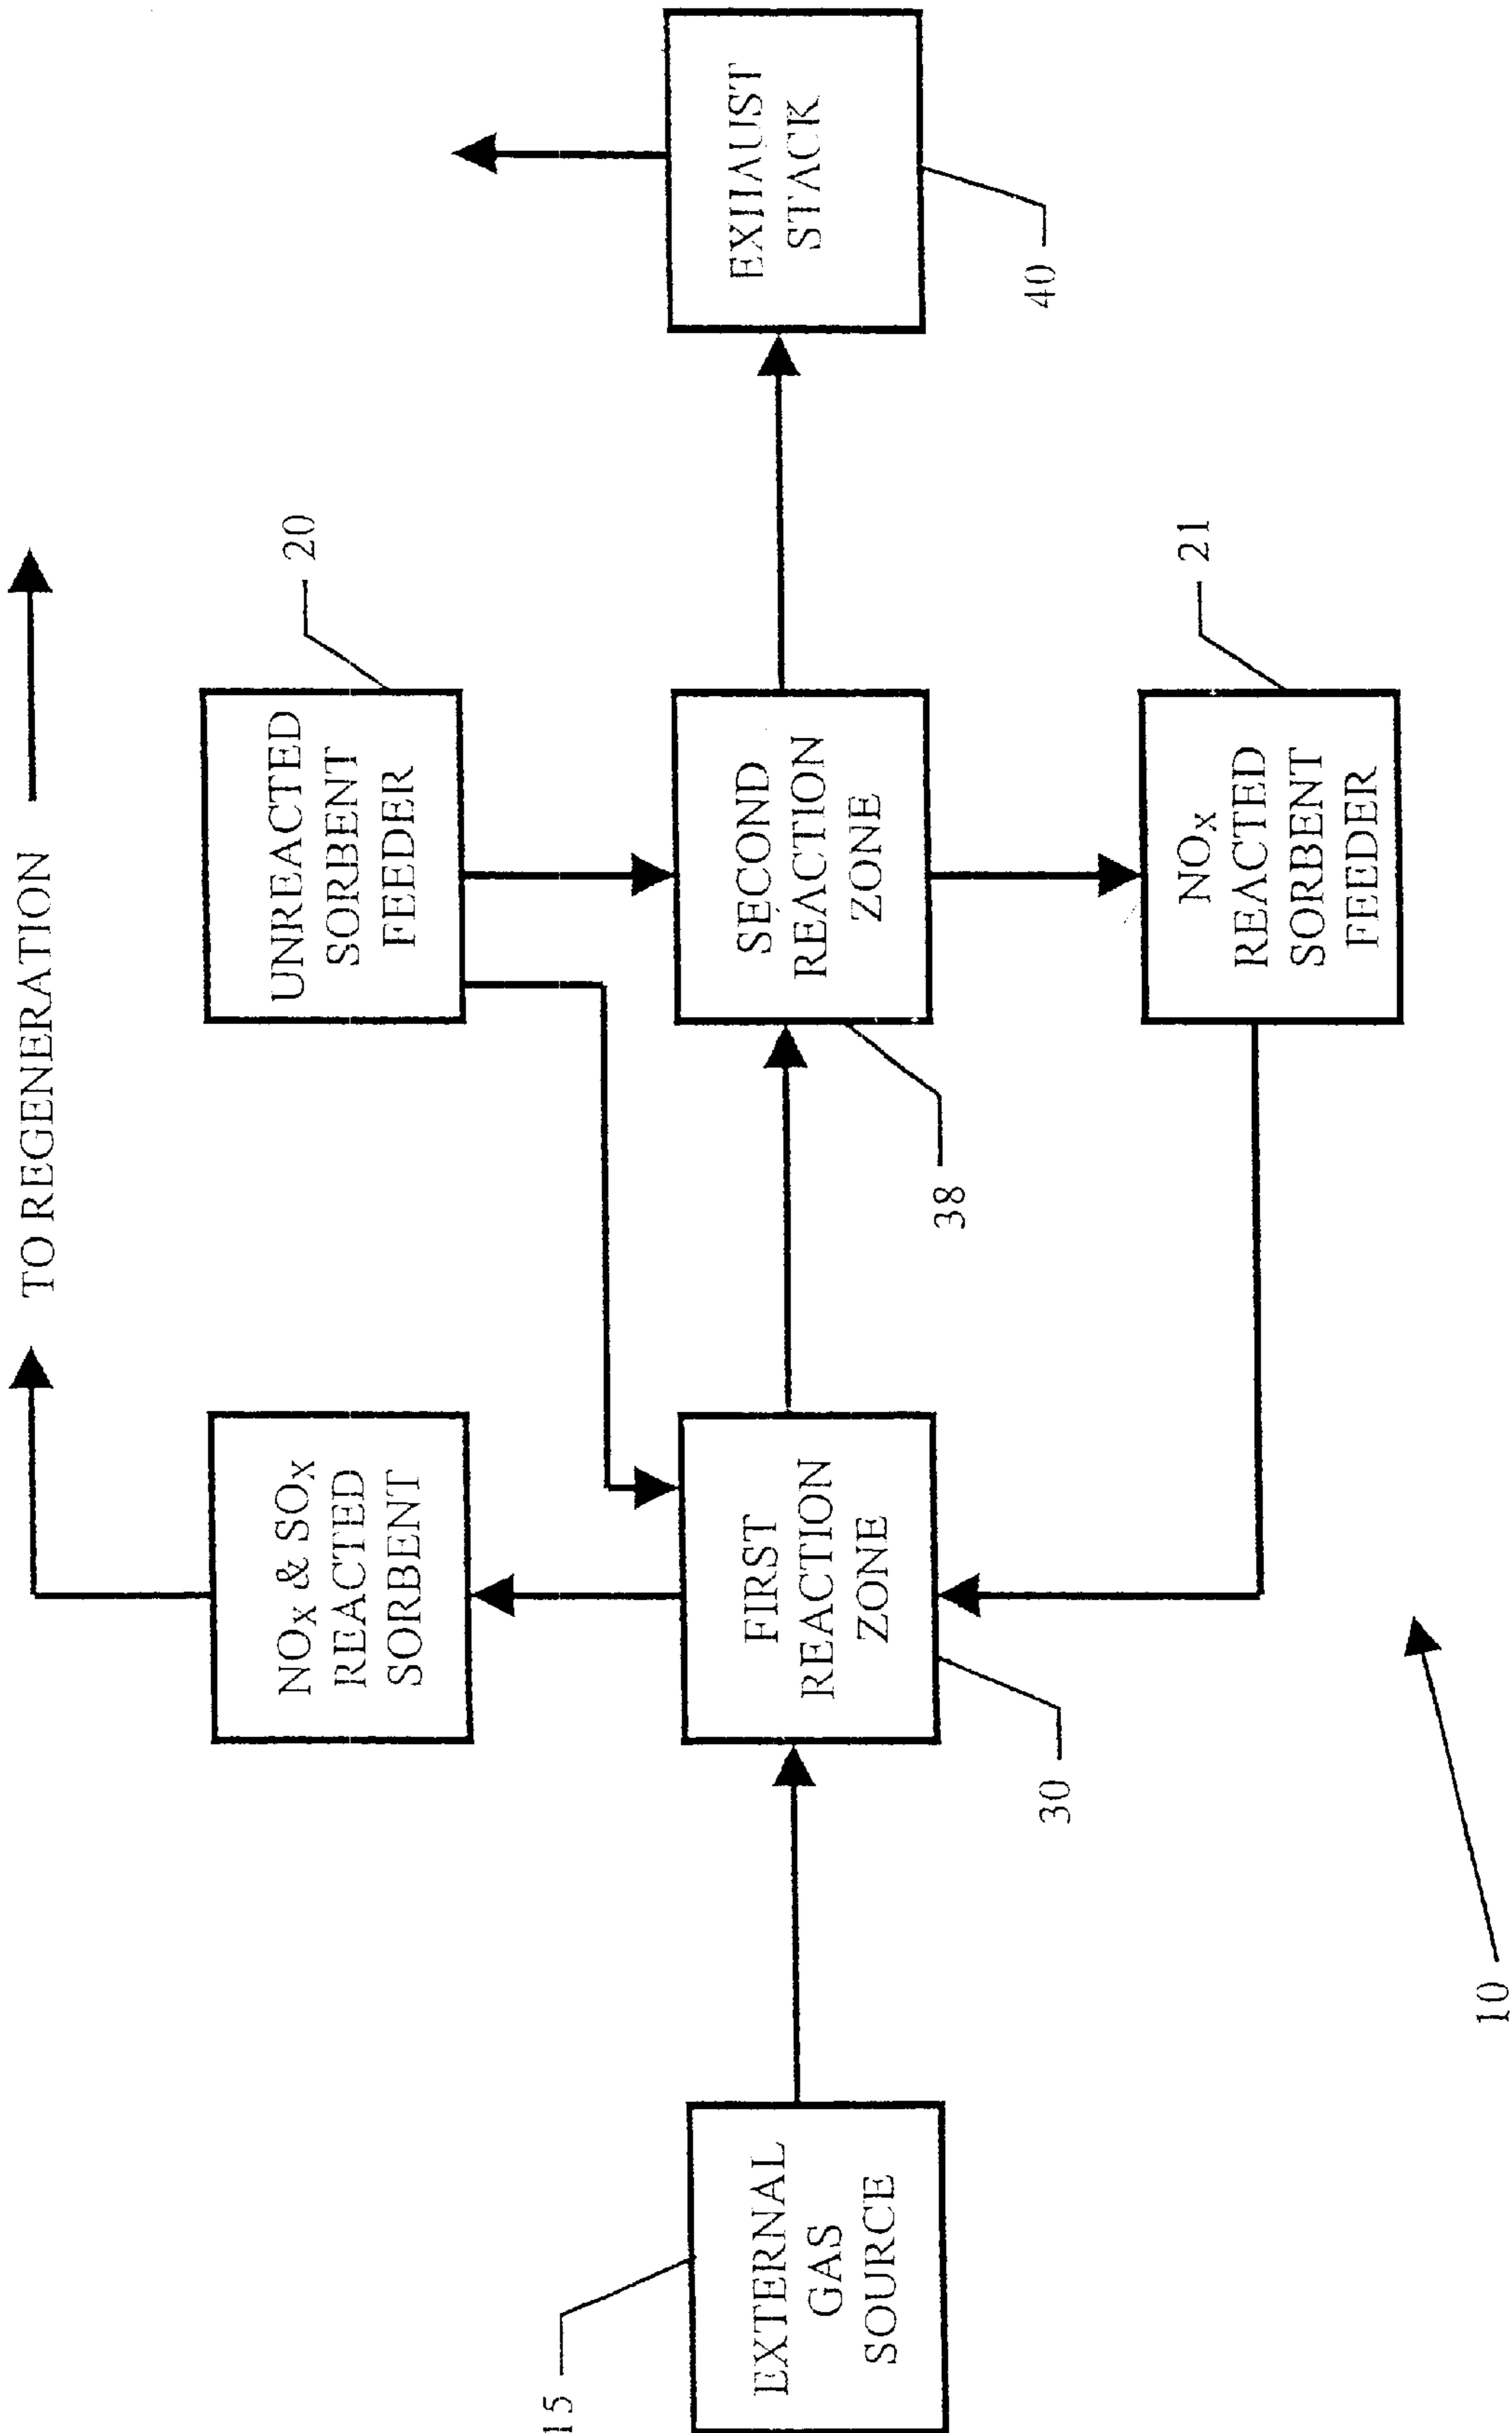 TO REGENERATION
NOX & SOX
REACTED
SORBENT
UNREACTED
SORBENT
FEEDER
20
EXTERNAL
GAS
SOURCE
15
FIRST
REACTION
ZONE
30
SECOND
REACTION
ZONE
38
EXHAUST
STACK
40
NOX
REACTED
SORBENT
FEEDER
21
10